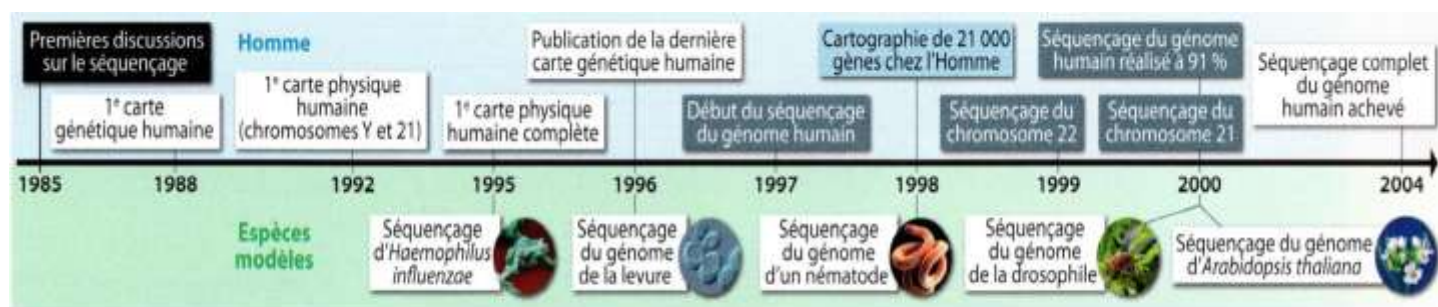 Premières discussions
sur le séquençage
Homme
1e carte
génétique humaine
1e carte physique
humaine
(chromosomes Y et 21)
1e carte physique
humaine complète
Publication de la dernière
carte génétique humaine
Début du séquençage
du génome humain
Cartographie de 21 000
gènes chez l'Homme
Séquençage du
chromosome 22
Séquençage du génome
humain réalisé à 91 %
Séquençage du
chromosome 21
Séquençage complet
du génome
humain achevé
1985 1988 1992 1995 1996 1997 1998 1999 2000 2004
Espèces
modèles
Séquençage
d'Haemophilus
influenzae
Séquençage
du génome
de la levure
Séquençage
du génome
d'un nématode
Séquençage
du génome
de la drosophile
Séquençage du génome
d'Arabidopsis thaliana